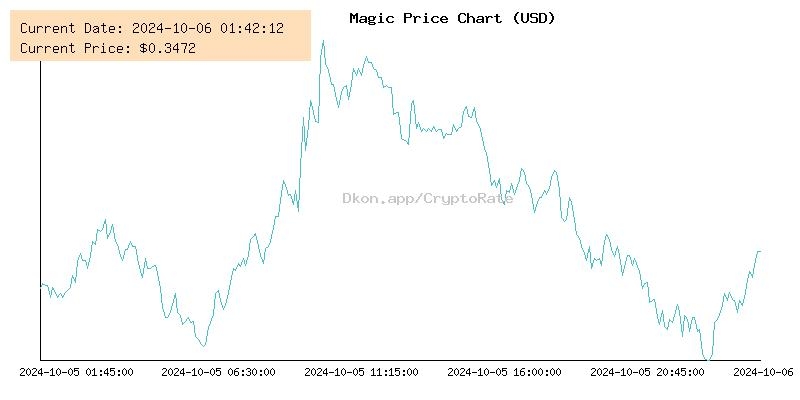 Magic Price Chart (USD)
Current Date: 2024-10-06 01:42:12
Current Price: $0.3472
Dkon.app/CryptoRate
2024-10-05 01:45:00 2024-10-05 06:30:00 2024-10-05 11:15:00 2024-10-05 16:00:00 2024-10-05 20:45:00 2024-10-06